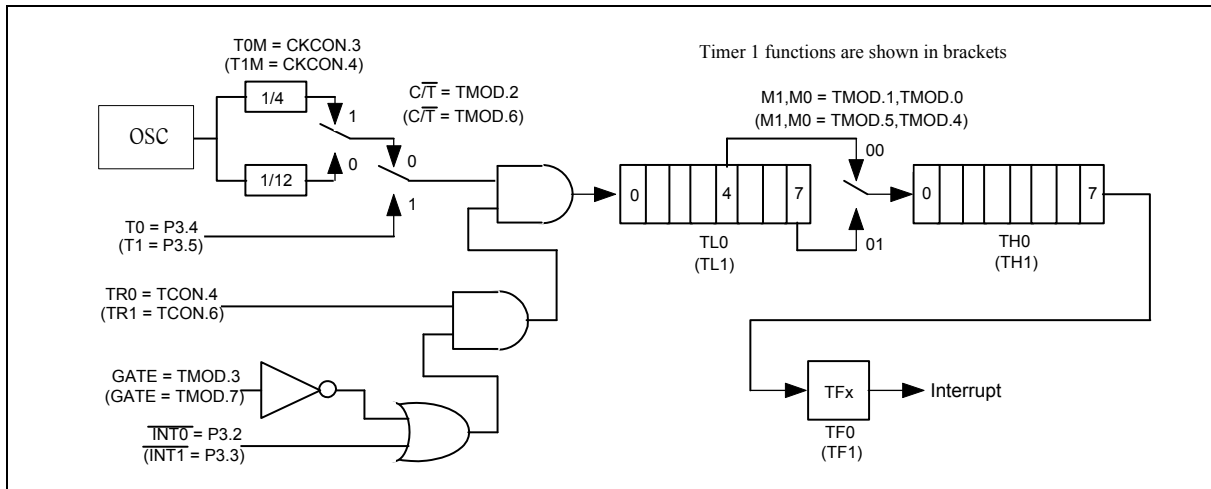 T0M = CKCON.3
(T1M = CKCON.4)
Timer 1 functions are shown in brackets
C/T̅ = TMOD.2
(C/T̅ = TMOD.6)
M1,M0 = TMOD.1,TMOD.0
(M1,M0 = TMOD.5,TMOD.4)
OSC
1/4
1
0
1/12
0
1
00
01
0
4
7
0
7
TL0
(TL1)
TH0
(TH1)
T0 = P3.4
(T1 = P3.5)
TR0 = TCON.4
(TR1 = TCON.6)
GATE = TMOD.3
(GATE = TMOD.7)
I̅N̅T̅0̅ = P3.2
(I̅N̅T̅1̅ = P3.3)
TFx
Interrupt
TF0
(TF1)